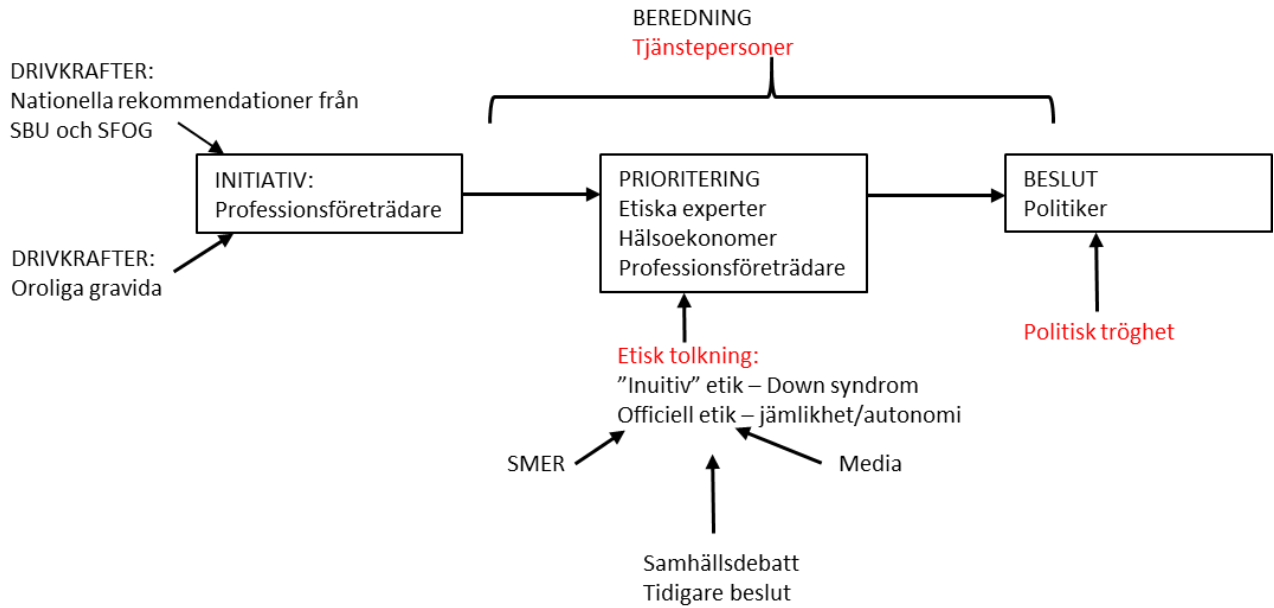 BEREDNING
Tjänstepersoner
DRIVKRAFTER:
Nationella rekommendationer från
SBU och SFOG
INITIATIV:
Professionsföreträdare
PRIORITERING
Etiska experter
Hälsoekonomer
Professionsföreträdare
BESLUT
Politiker
DRIVKRAFTER:
Oroliga gravida
Politisk tröghet
Etisk tolkning:
”Inuitiv” etik – Down syndrom
Officiell etik – jämlikhet/autonomi
SMER
Media
Samhällsdebatt
Tidigare beslut